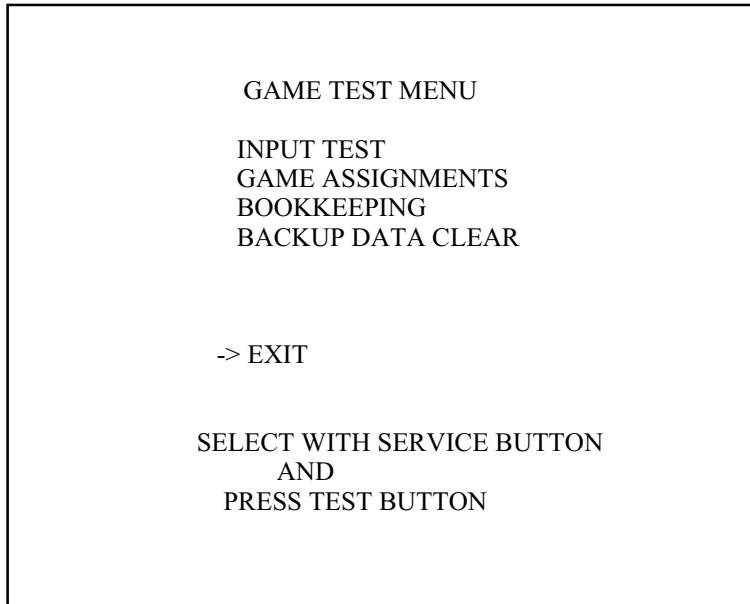 GAME TEST MENU
INPUT TEST
GAME ASSIGNMENTS
BOOKKEEPING
BACKUP DATA CLEAR
-> EXIT
SELECT WITH SERVICE BUTTON
AND
PRESS TEST BUTTON